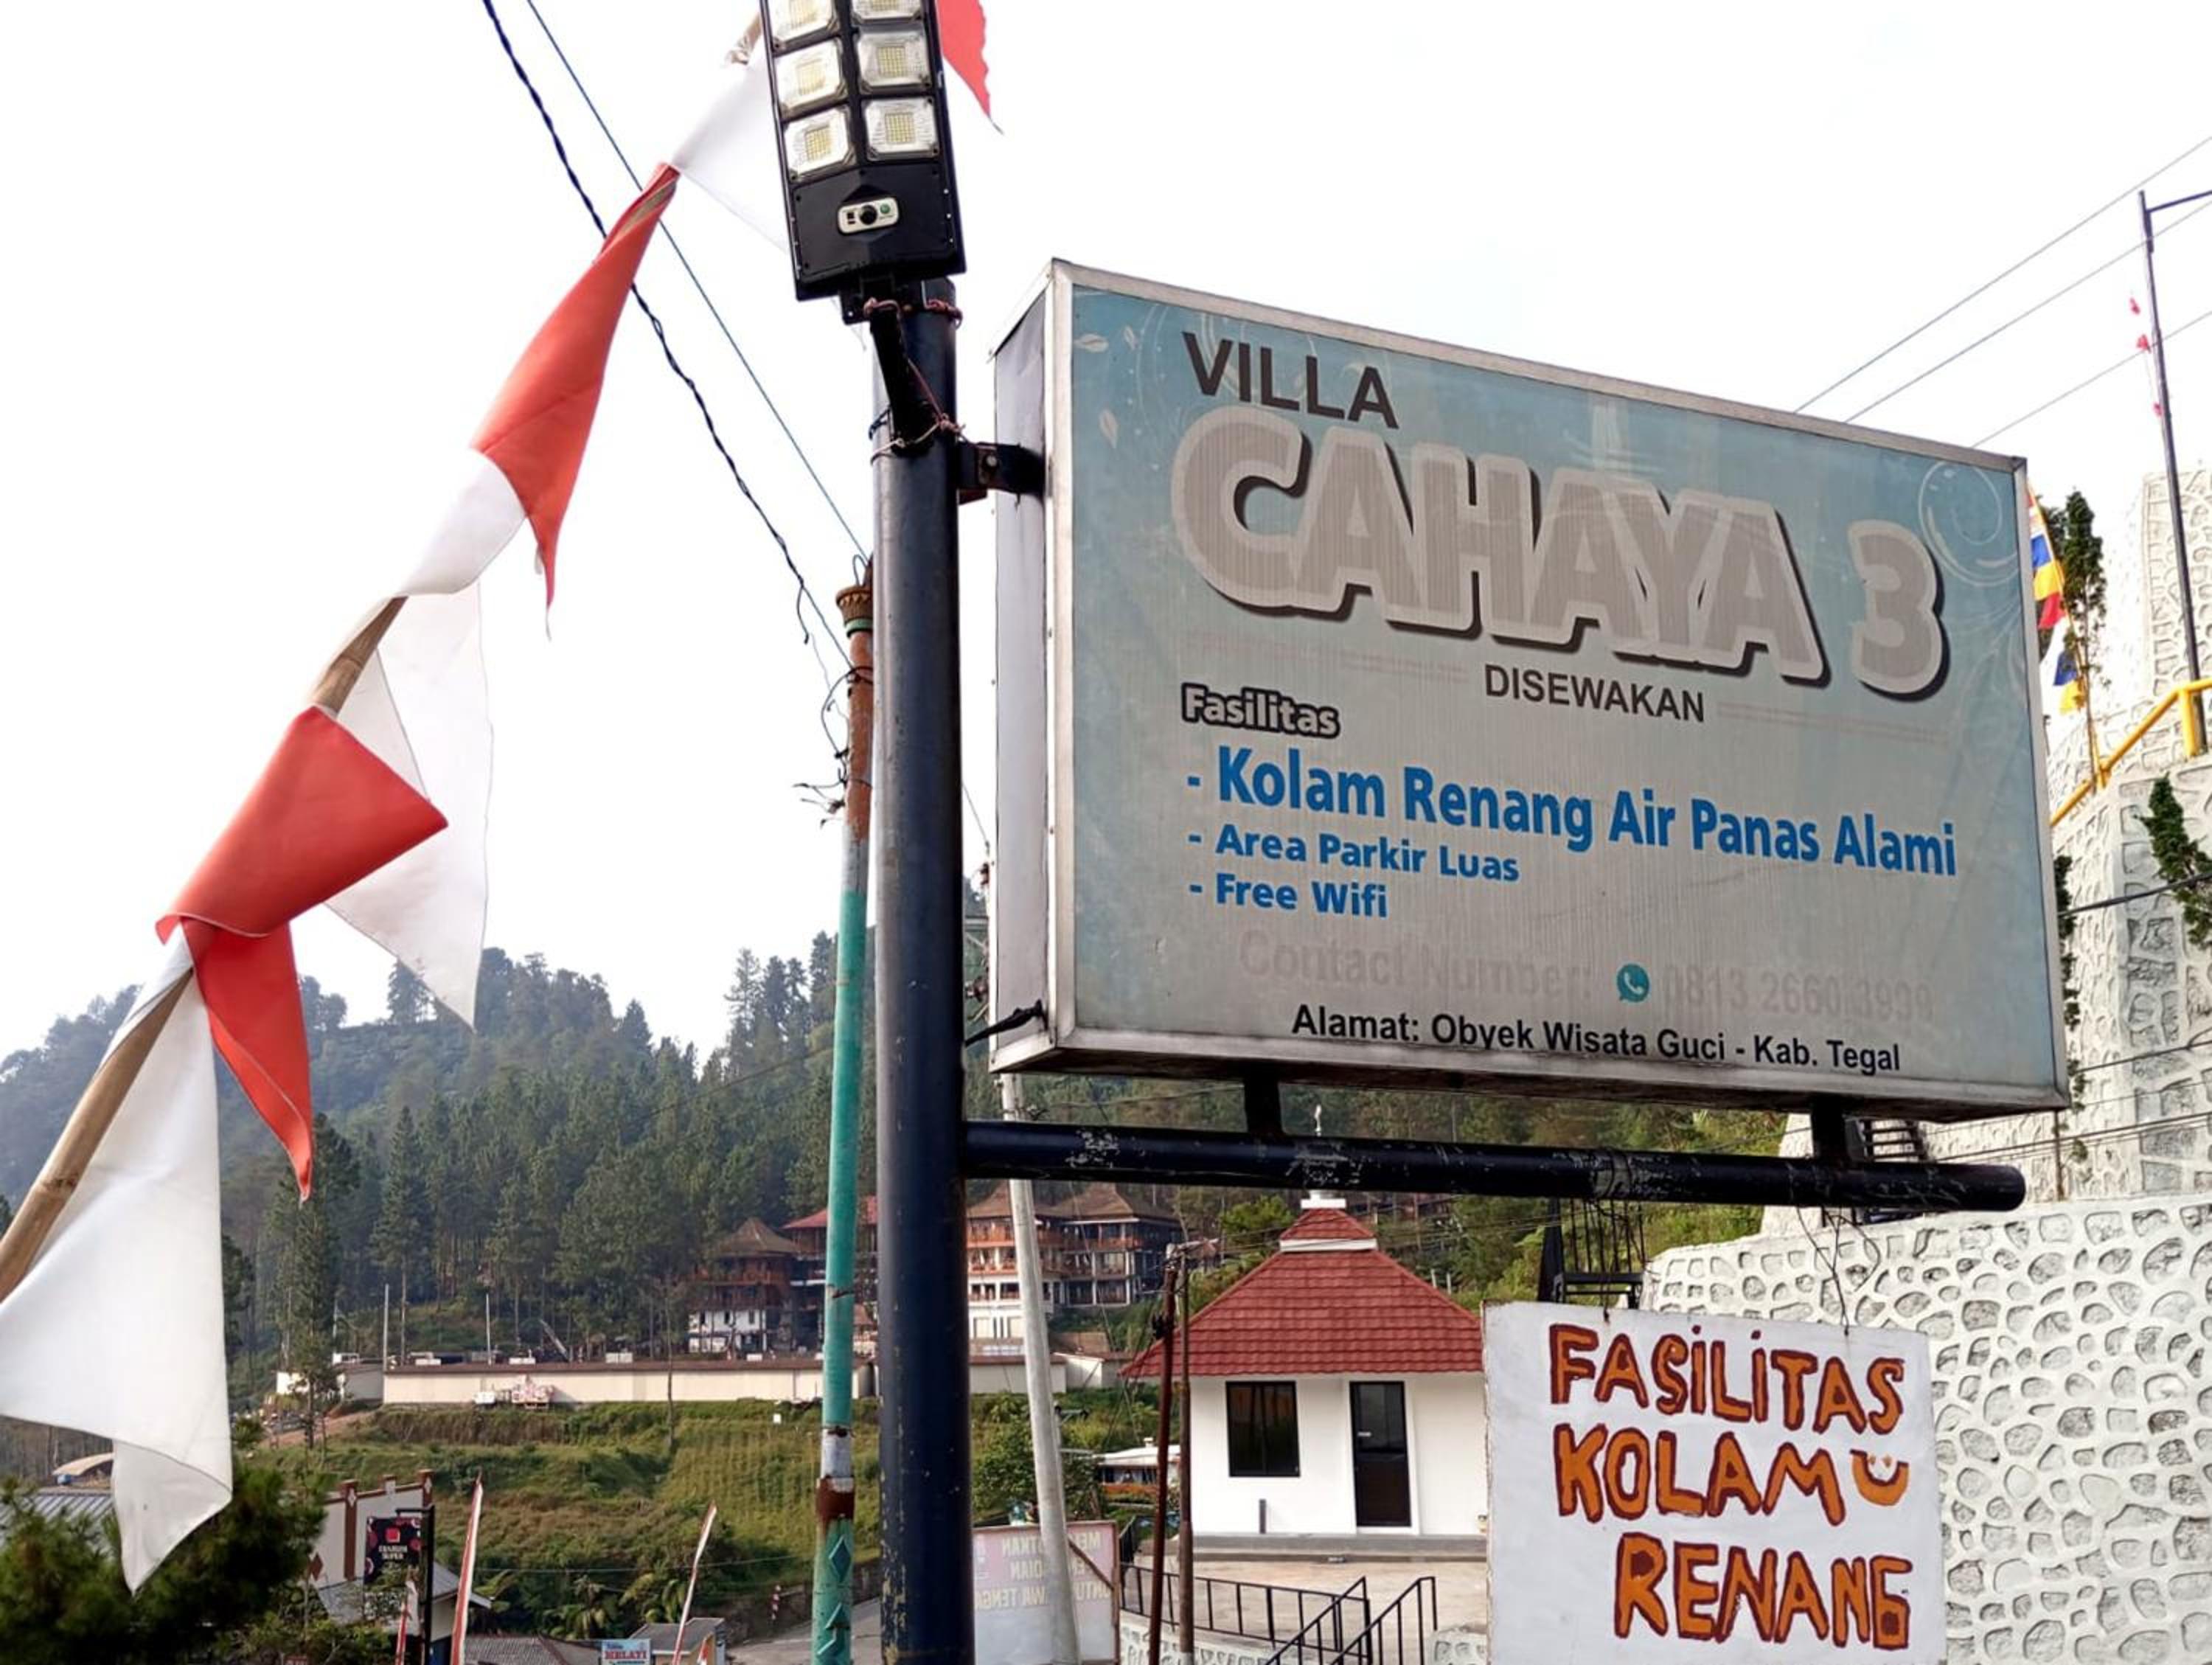 VILLA
CAHAYA 3
DISEWAKAN
Fasilitas
- Kolam Renang Air Panas Alami
- Area Parkir Luas
- Free Wifi
Contact Number: 0813 2660 3999
Alamat: Obyek Wisata Guci - Kab. Tegal
FASILITAS
KOLAM
RENANG
MELATI